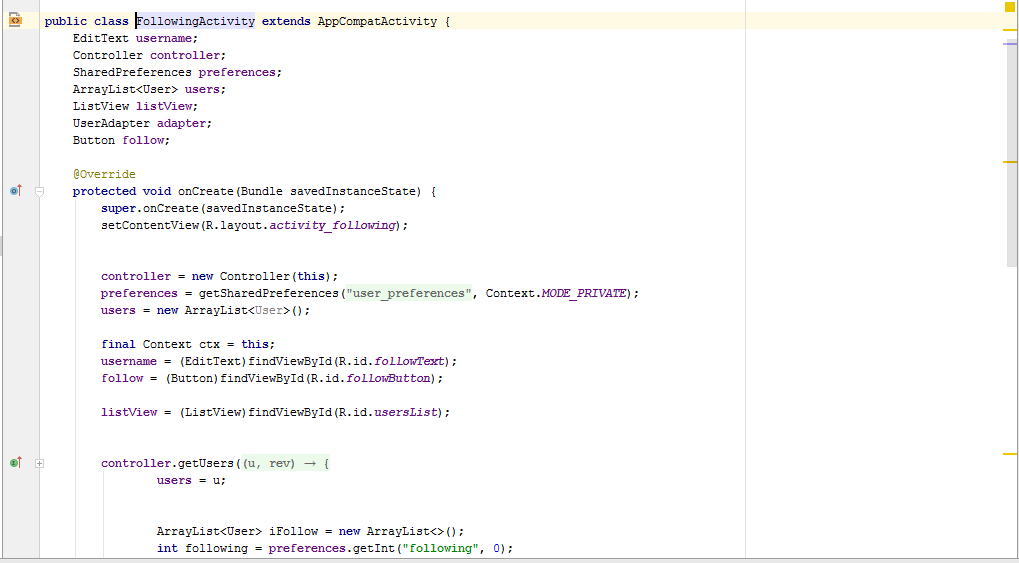 public class FollowingActivity extends AppCompatActivity {
EditText username;
Controller controller;
SharedPreferences preferences;
ArrayList<User> users;
ListView listView;
UserAdapter adapter;
Button follow;
@Override
protected void onCreate(Bundle savedInstanceState) {
super.onCreate(savedInstanceState);
setContentView(R.layout.activity_following);
controller = new Controller(this);
preferences = getSharedPreferences("user_preferences", Context.MODE_PRIVATE);
users = new ArrayList<User>();
final Context ctx = this;
username = (EditText)findViewById(R.id.followText);
follow = (Button)findViewById(R.id.followButton);
listView = (ListView)findViewById(R.id.usersList);
controller.getUsers((u, rev) → {
users = u;
ArrayList<User> iFollow = new ArrayList<>();
int following = preferences.getInt("following", 0);